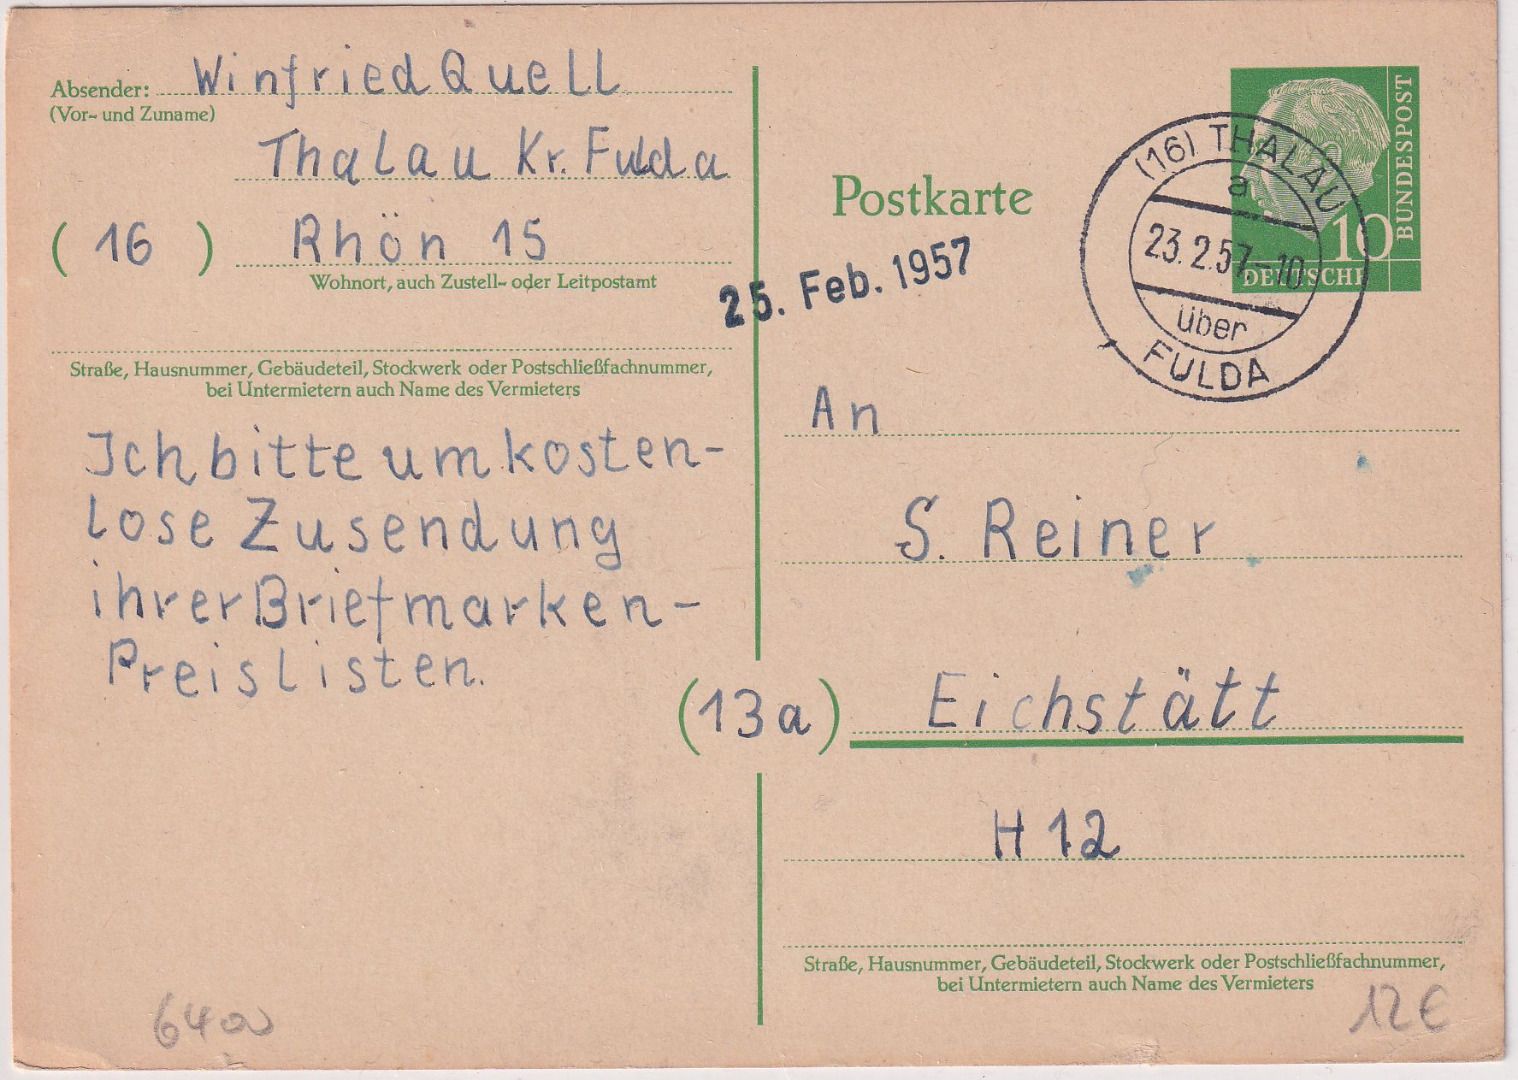 Absender: Winfried Quell
(Vor- und Zuname)
Thalau Kr. Fulda
(16) Rhön 15
Wohnort, auch Zustell- oder Leitpostamt
Straße, Hausnummer, Gebäudeteil, Stockwerk oder Postschließfachnummer,
bei Untermietern auch Name des Vermieters
Ich bitte um kosten-
lose Zusendung
ihrer Briefmarken-
Preislisten.
Postkarte
25. Feb. 1957
(16) THALAU
a
23.2.57-10
über
FULDA
10
DEUTSCHE
BUNDESPOST
An
S. Reiner
(13a) Eichstätt
H 12
Straße, Hausnummer, Gebäudeteil, Stockwerk oder Postschließfachnummer,
bei Untermietern auch Name des Vermieters
12 €